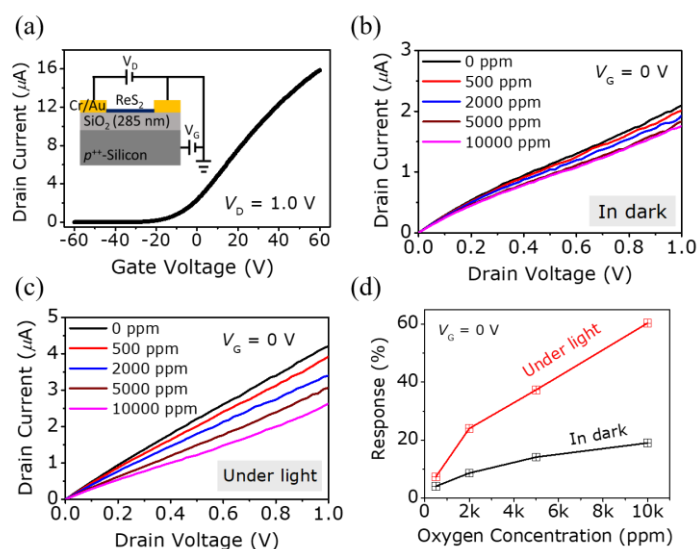 (a)
Drain Current (μA)
16
12
8
4
0
V_D
Cr/Au
ReS₂
SiO₂ (285 nm)
V_G
p⁺⁺-Silicon
V_D = 1.0 V
-60 -40 -20 0 20 40 60
Gate Voltage (V)
(b)
Drain Current (μA)
3
2
1
0
0 ppm
500 ppm
2000 ppm
5000 ppm
10000 ppm
V_G = 0 V
In dark
0.0 0.2 0.4 0.6 0.8 1.0
Drain Voltage (V)
(c)
Drain Current (μA)
5
4
3
2
1
0
0 ppm
500 ppm
2000 ppm
5000 ppm
10000 ppm
V_G = 0 V
Under light
0.0 0.2 0.4 0.6 0.8 1.0
Drain Voltage (V)
(d)
Response (%)
60
40
20
0
V_G = 0 V
Under light
In dark
2k 4k 6k 8k 10k
Oxygen Concentration (ppm)